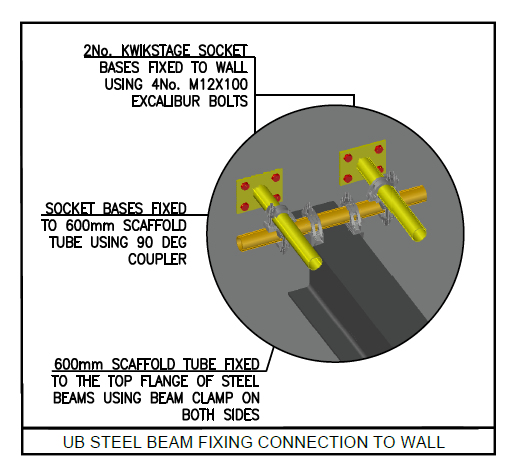 2No. KWIKSTAGE SOCKET
BASES FIXED TO WALL
USING 4No. M12X100
EXCALIBUR BOLTS
SOCKET BASES FIXED
TO 600mm SCAFFOLD
TUBE USING 90 DEG
COUPLER
600mm SCAFFOLD TUBE FIXED
TO THE TOP FLANGE OF STEEL
BEAMS USING BEAM CLAMP ON
BOTH SIDES
UB STEEL BEAM FIXING CONNECTION TO WALL